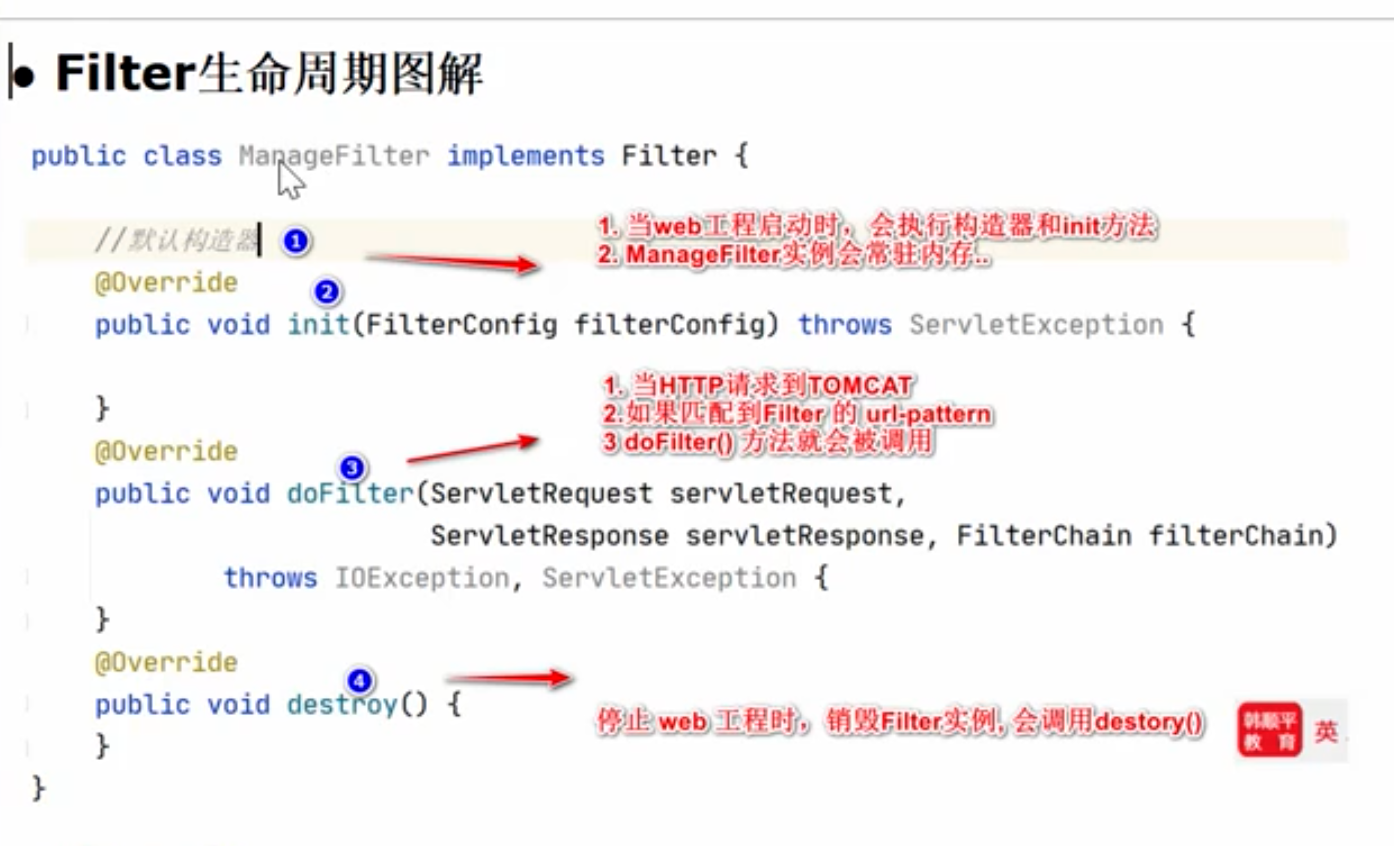 • Filter生命周期图解
public class ManageFilter implements Filter {
//默认构造器 1
1. 当web工程启动时，会执行构造器和init方法
2. ManageFilter实例会常驻内存..
@Override
2
public void init(FilterConfig filterConfig) throws ServletException {
}
1. 当HTTP请求到TOMCAT
2.如果匹配到Filter 的 url-pattern
3 doFilter() 方法就会被调用
@Override
3
public void doFilter(ServletRequest servletRequest,
ServletResponse servletResponse, FilterChain filterChain)
throws IOException, ServletException {
}
@Override
4
public void destroy() {
停止 web 工程时，销毁Filter实例, 会调用destory()
}
}
韩顺平
教 育
英